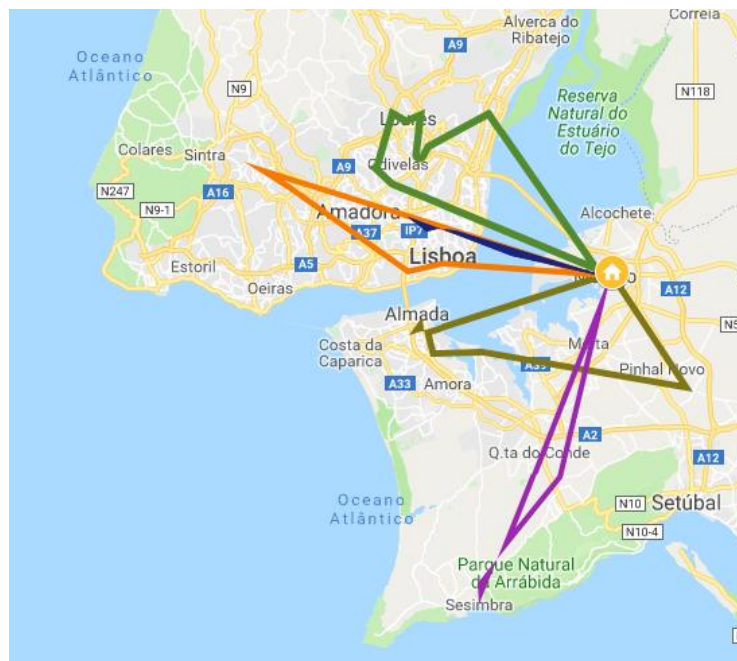 Correia
Alverca do
Ribatejo
Oceano
Atlântico
A9
N9
N118
Reserva
Natural do
Estuário
do Tejo
Colares
Sintra
A9
Odivelas
N247
A16
N9-1
Amadora
IP7
Alcochete
A37
Lisboa
Estoril
A5
Oeiras
A12
Almada
Costa da
Caparica
Pinhal Novo
A33
Amora
A2
Q.ta do Conde
A12
Oceano
Atlântico
N10
Setúbal
N10-4
Parque Natural
da Arrábida
Sesimbra